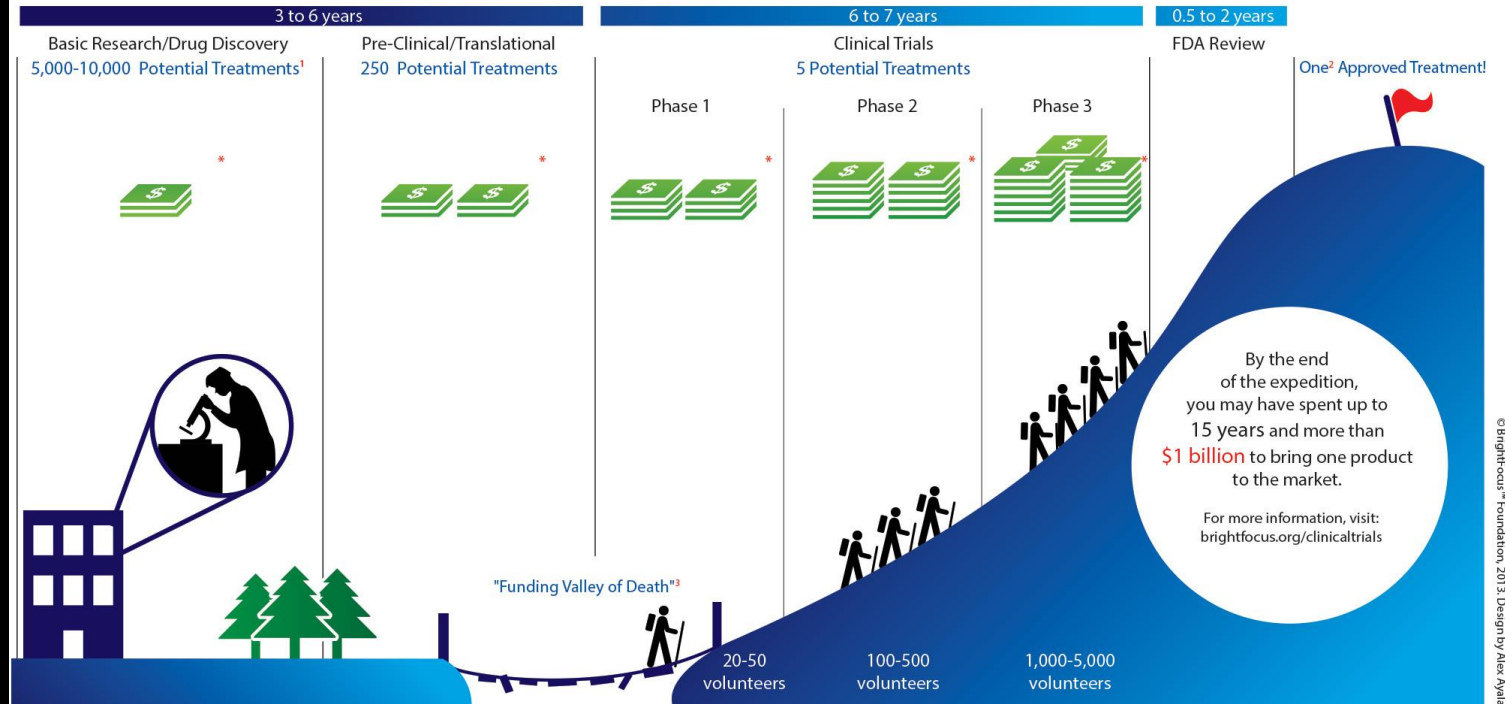 3 to 6 years
6 to 7 years
0.5 to 2 years
Basic Research/Drug Discovery
5,000-10,000 Potential Treatments¹
Pre-Clinical/Translational
250 Potential Treatments
Clinical Trials
5 Potential Treatments
FDA Review
One² Approved Treatment!
Phase 1
Phase 2
Phase 3
*
*
*
*
*
$
$
$
$
$
$
$
$
$
$
"Funding Valley of Death"³
20-50
volunteers
100-500
volunteers
1,000-5,000
volunteers
By the end
of the expedition,
you may have spent up to
15 years and more than
$1 billion to bring one product
to the market.
For more information, visit:
brightfocus.org/clinicaltrials
©BrightFocus™ Foundation, 2013. Design by Alex Ayala